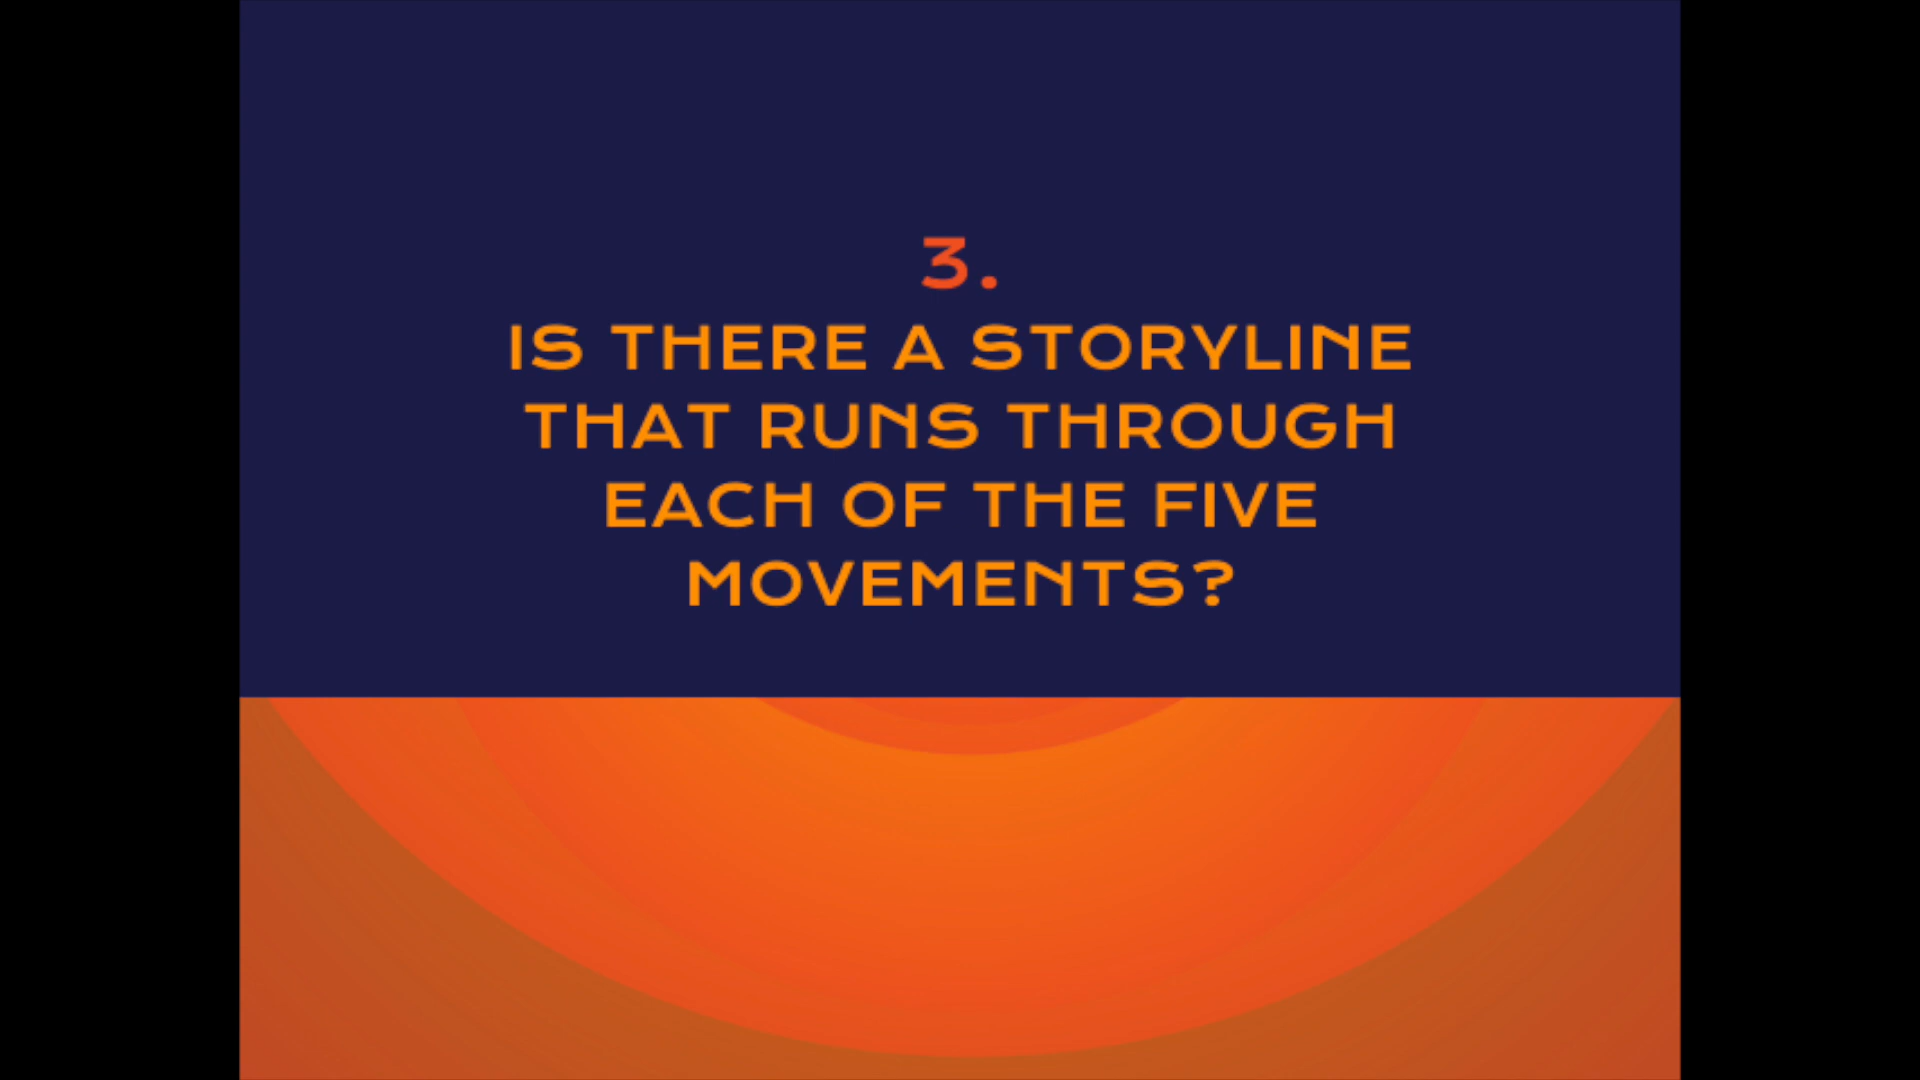 3.
IS THERE A STORYLINE
THAT RUNS THROUGH
EACH OF THE FIVE
MOVEMENTS?